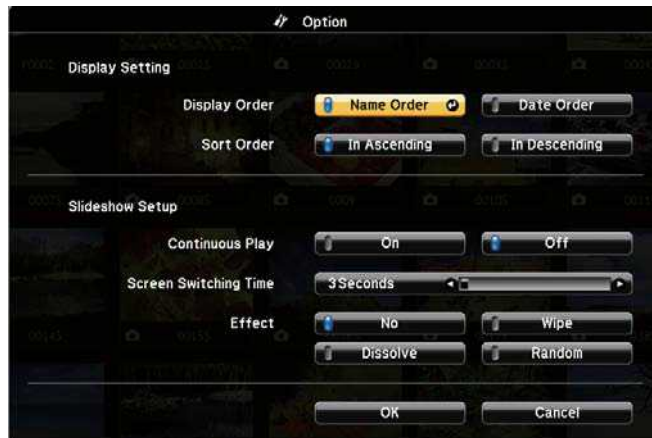 Option
Display Setting
Display Order Name Order Date Order
Sort Order In Ascending In Descending
Slideshow Setup
Continuous Play On Off
Screen Switching Time 3Seconds
Effect No Wipe
Dissolve Random
OK Cancel